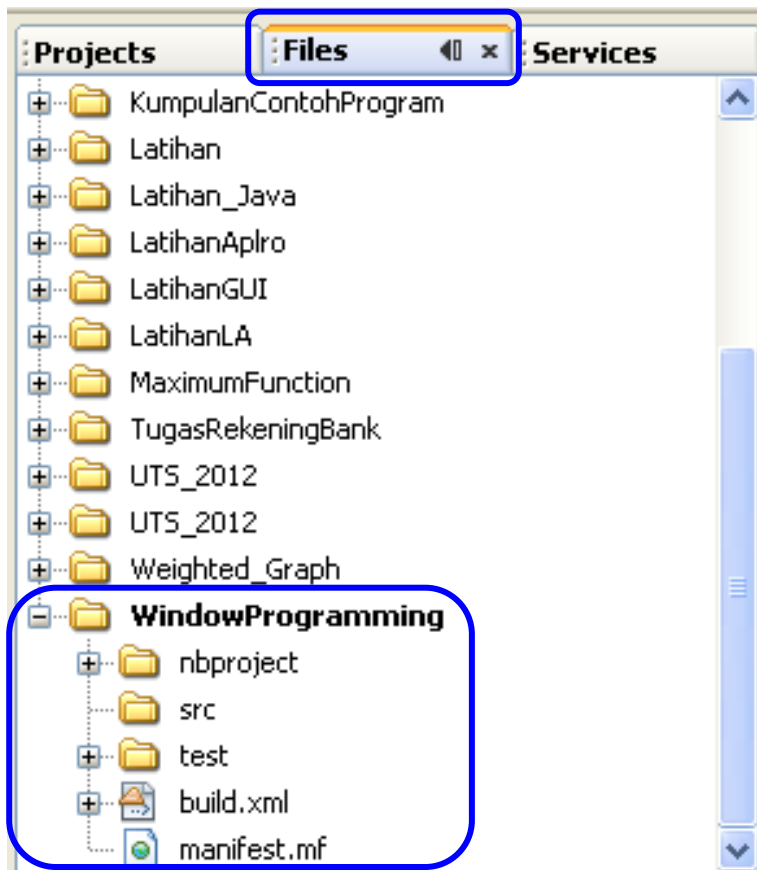 Projects Files Services
KumpulanContohProgram
Latihan
Latihan_Java
LatihanAplro
LatihanGUI
LatihanLA
MaximumFunction
TugasRekeningBank
UTS_2012
UTS_2012
Weighted_Graph
WindowProgramming
nbproject
src
test
build.xml
manifest.mf